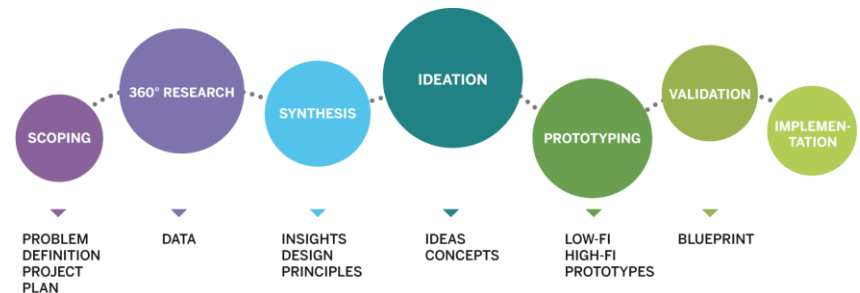 SCOPING
360° RESEARCH
SYNTHESIS
IDEATION
PROTOTYPING
VALIDATION
IMPLEMEN-
TATION
PROBLEM
DEFINITION
PROJECT
PLAN
DATA
INSIGHTS
DESIGN
PRINCIPLES
IDEAS
CONCEPTS
LOW-FI
HIGH-FI
PROTOTYPES
BLUEPRINT